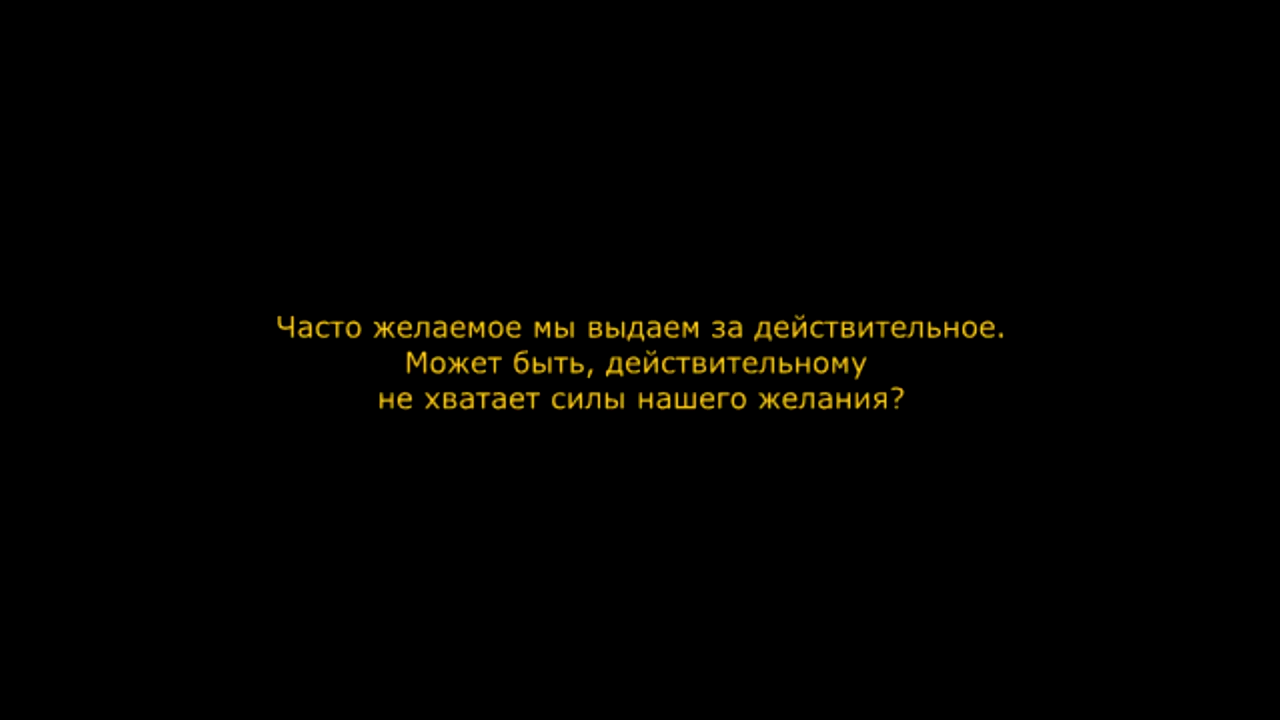 Часто желаемое мы выдаем за действительное.
Может быть, действительному
не хватает силы нашего желания?